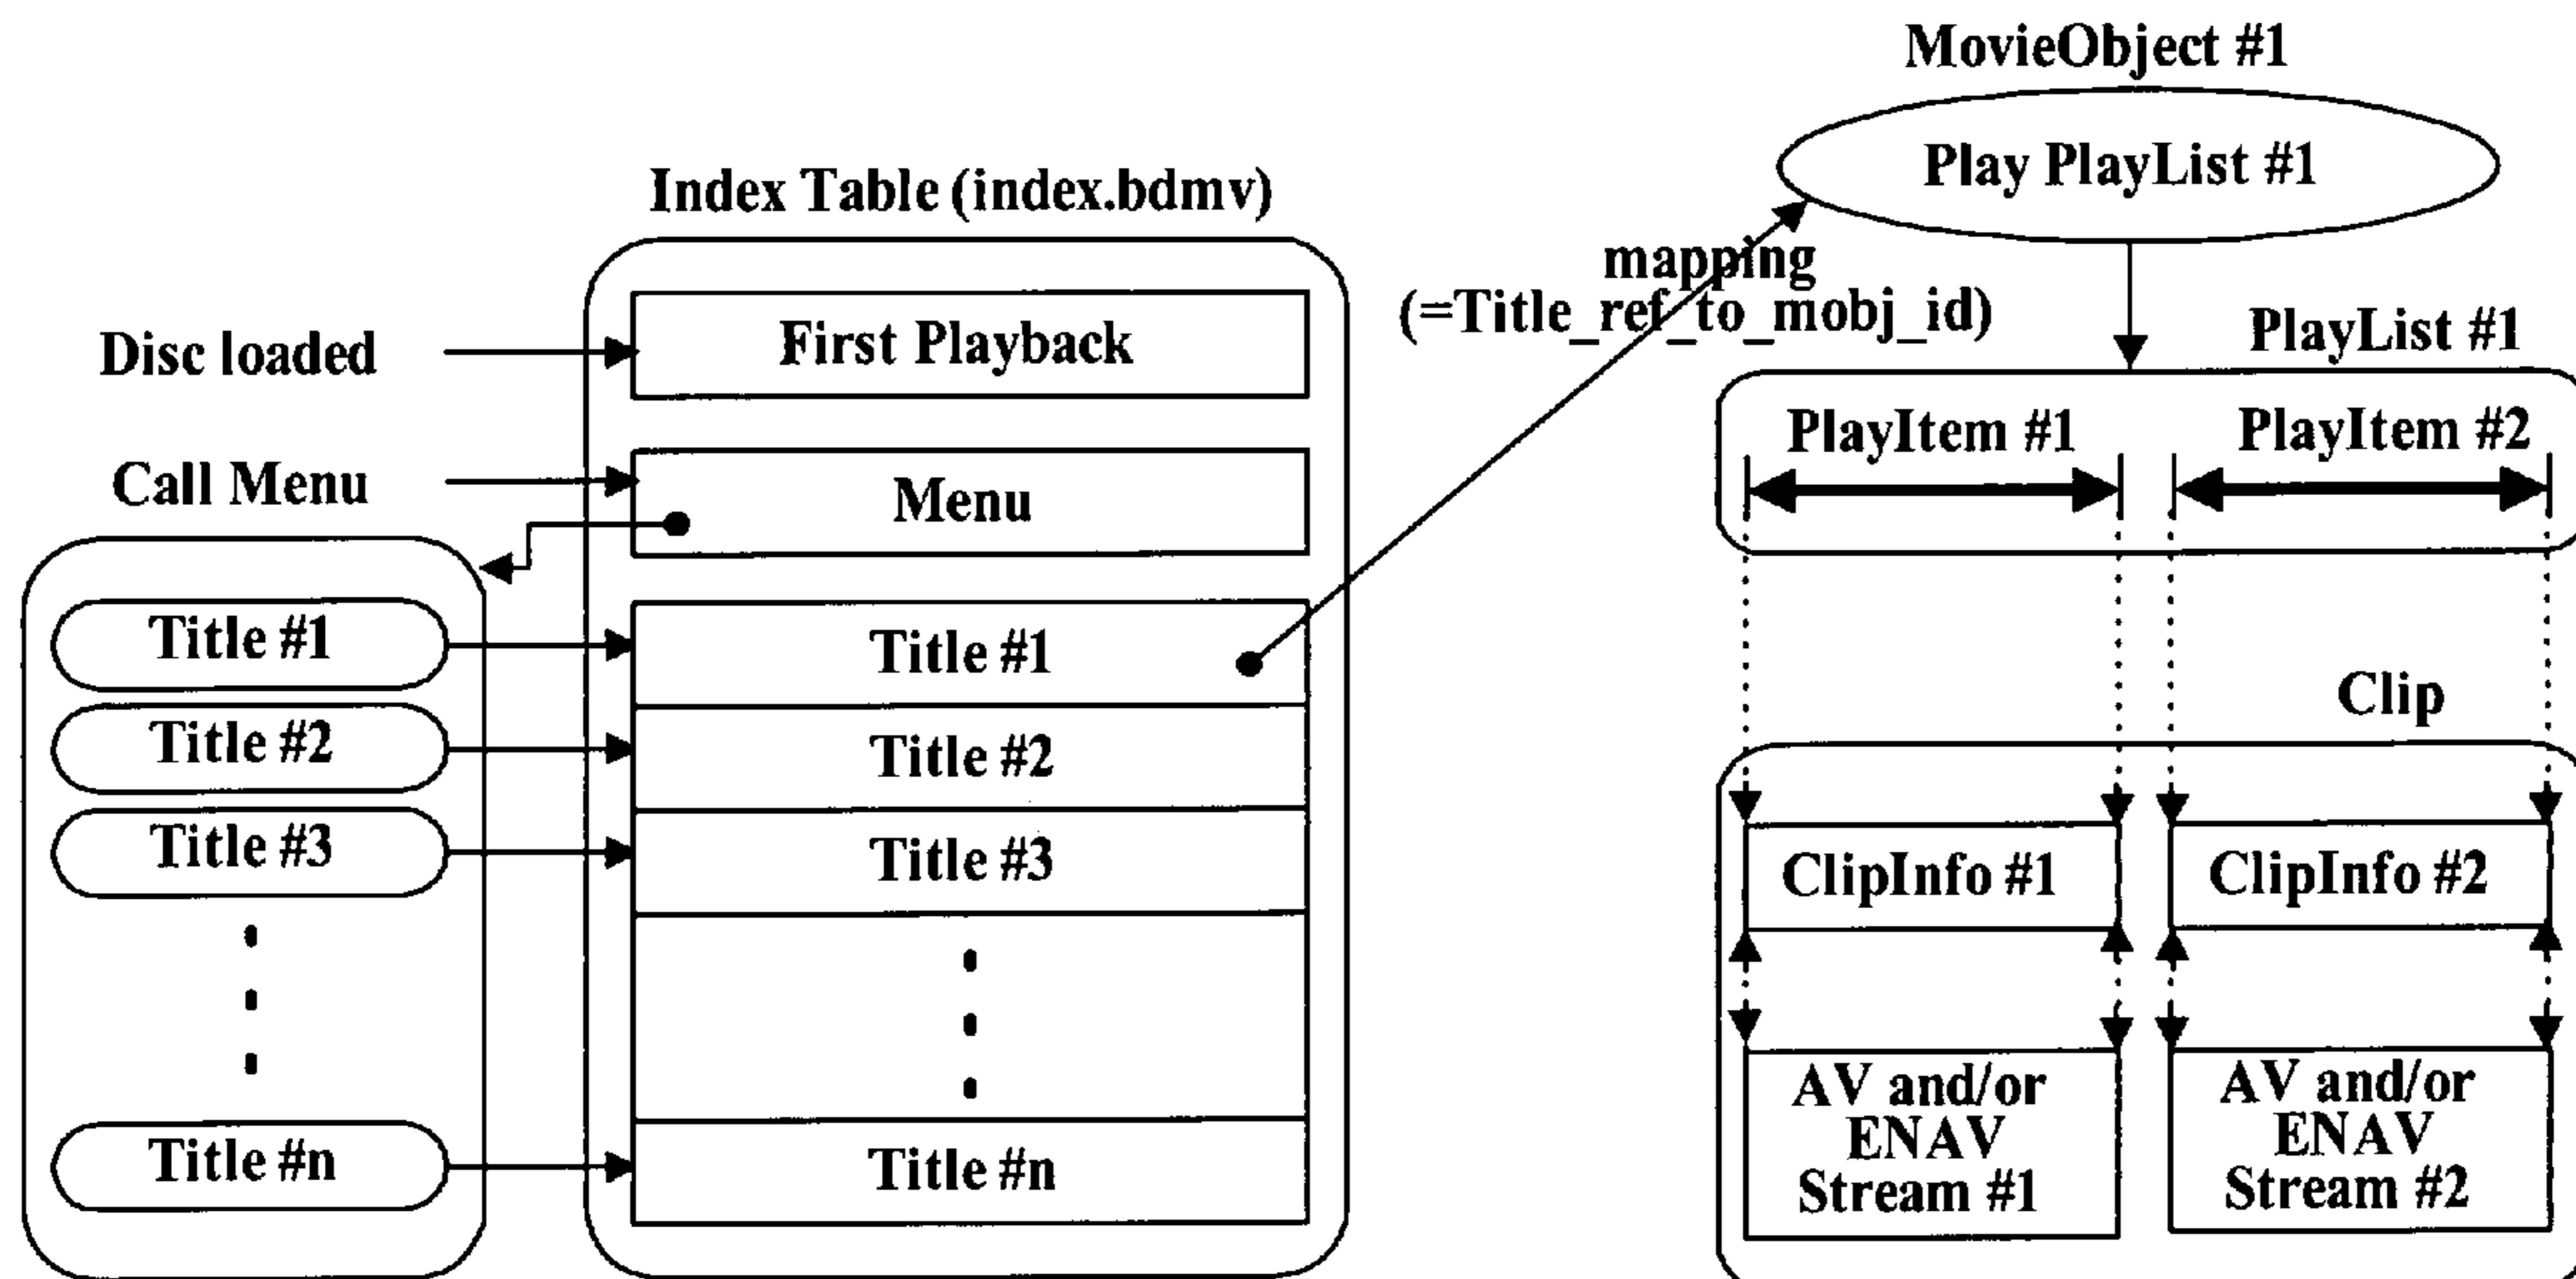 MovieObject #1
Play PlayList #1
Index Table (index.bdmv)
mapping
(=Title_ref_to_mobj_id)
Disc loaded
First Playback
PlayList #1
PlayItem #1
PlayItem #2
Call Menu
Menu
Title #1
Title #2
Title #3
Title #n
Title #1
Title #2
Title #3
Title #n
Clip
ClipInfo #1
ClipInfo #2
AV and/or
ENAV
Stream #1
AV and/or
ENAV
Stream #2